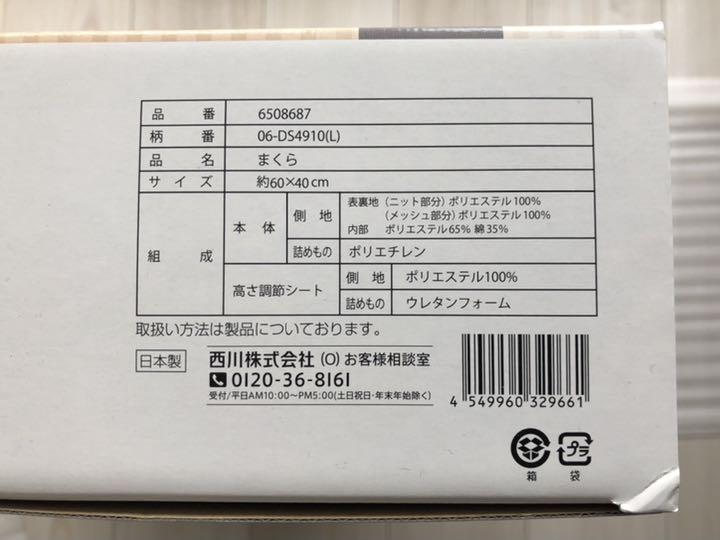 品番 6508687
柄番 06-DS4910(L)
品名 まくら
サイズ 約60×40cm
組成 本体 側地 表裏地 (ニット部分) ポリエステル100%
(メッシュ部分) ポリエステル100%
内部 ポリエステル65% 綿35%
詰めもの ポリエチレン
高さ調節シート 側地 ポリエステル100%
詰めもの ウレタンフォーム
取扱い方法は製品についております。
日本製 西川株式会社 (O) お客様相談室
0120-36-8161
受付/平日AM10:00〜PM5:00(土日祝日・年末年始除く)
4 549960 329661
プラ
箱 袋